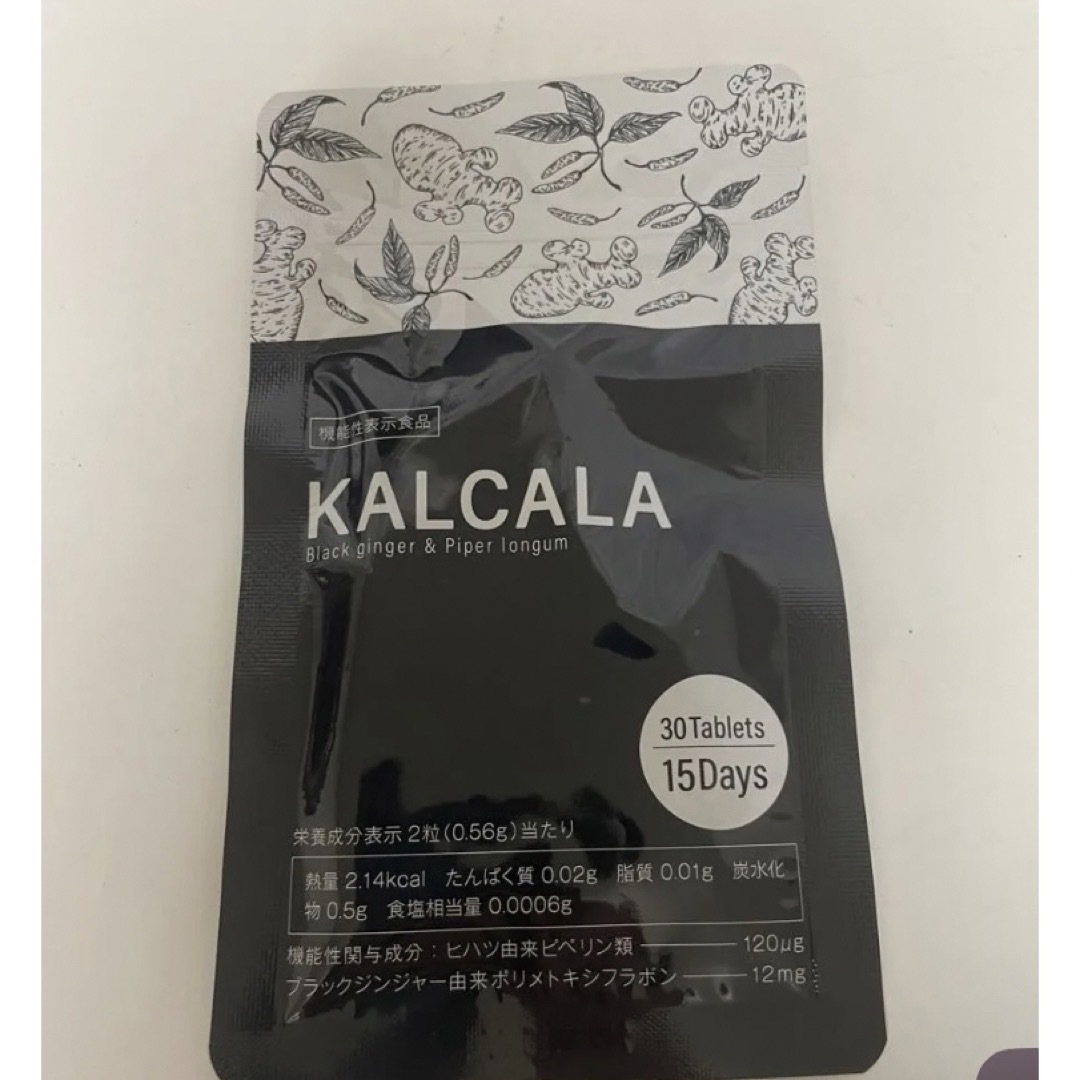 機能性表示食品
KALCALA
Black ginger & Piper longum
30Tablets
15Days
栄養成分表示 2粒(0.56g)当たり
熱量 2.14kcal たんぱく質 0.02g 脂質 0.01g 炭水化
物 0.5g 食塩相当量 0.0006g
機能性関与成分:ヒハツ由来ピペリン類 120μg
ブラックジンジャー由来ポリメトキシフラボン 12mg